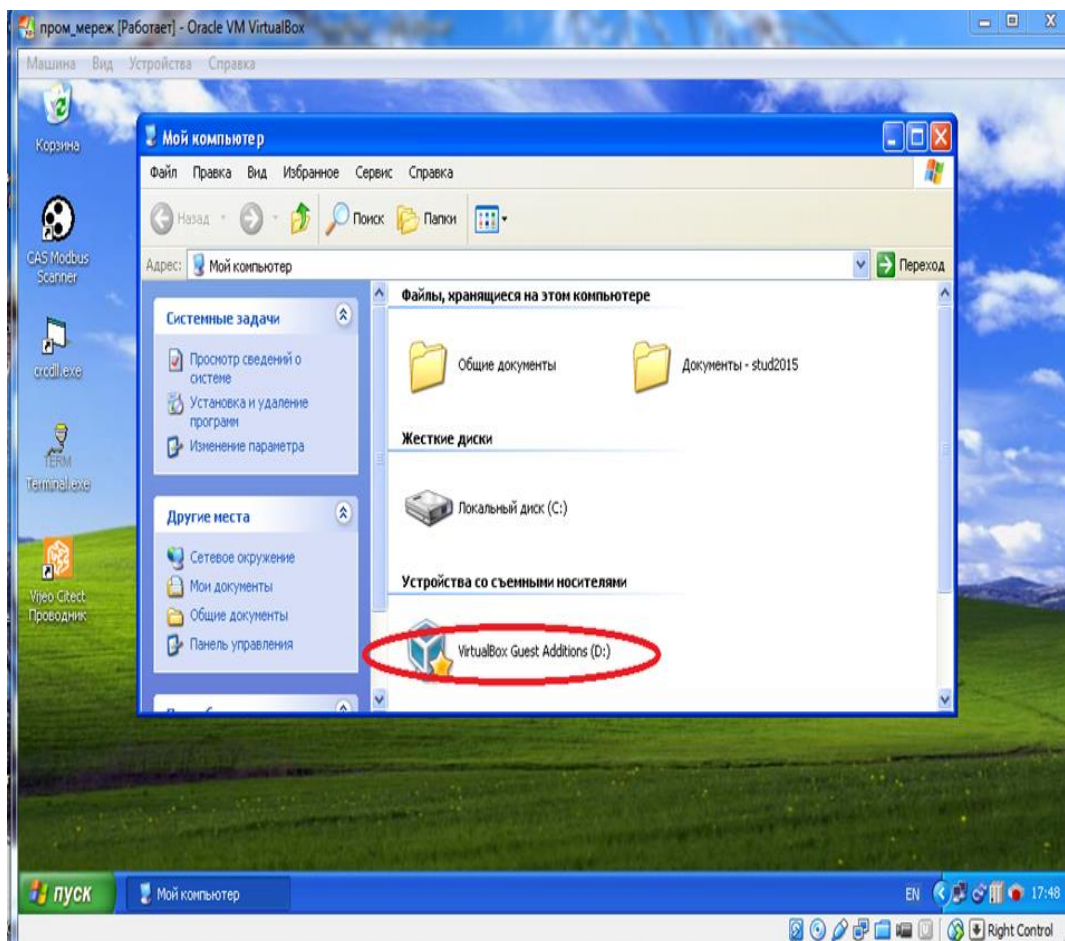 пром_мереж [Работает] - Oracle VM VirtualBox
Машина Вид Устройства Справка
Корзина
CAS Modbus
Scanner
crcdll.exe
TERM
Terminal.exe
Vijeo Citect
Проводник
Мой компьютер
Файл Правка Вид Избранное Сервис Справка
Назад Поиск Папки
Адрес: Мой компьютер Переход
Системные задачи
Просмотр сведений о
системе
Установка и удаление
программ
Изменение параметра
Другие места
Сетевое окружение
Мои документы
Общие документы
Панель управления
Файлы, хранящиеся на этом компьютере
Общие документы
Документы - stud2015
Жесткие диски
Локальный диск (C:)
Устройства со съемными носителями
VirtualBox Guest Additions (D:)
пуск Мой компьютер EN 17:48
Right Control